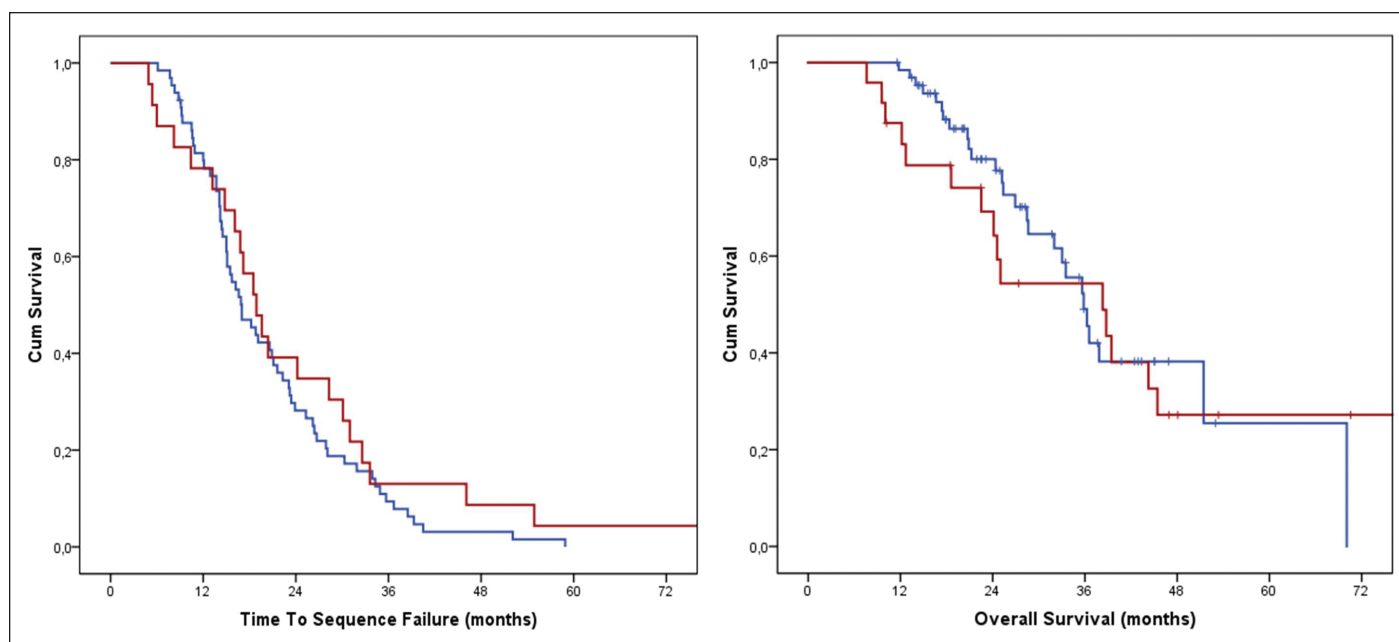 Cum Survival
1,0
0,8
0,6
0,4
0,2
0,0
0 12 24 36 48 60 72
Time To Sequence Failure (months)
Cum Survival
1,0
0,8
0,6
0,4
0,2
0,0
0 12 24 36 48 60 72
Overall Survival (months)